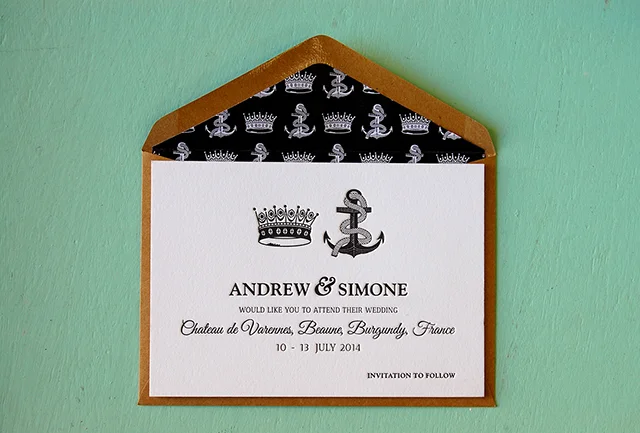 ANDREW & SIMONE
WOULD LIKE YOU TO ATTEND THEIR WEDDING
Chateau de Varennes, Beaune, Burgundy, France
10 - 13 JULY 2014
INVITATION TO FOLLOW